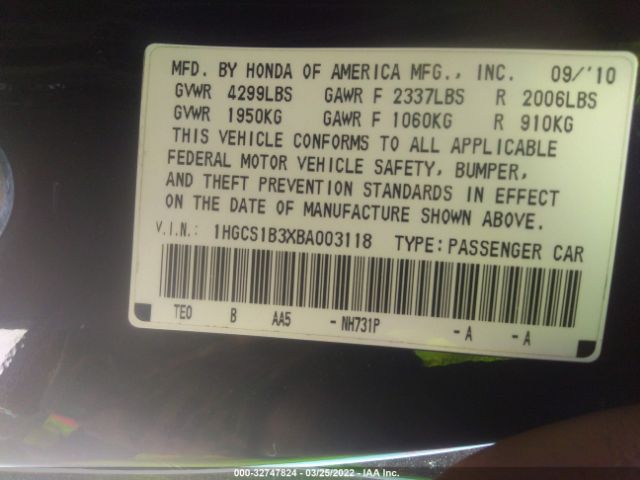 MFD. BY HONDA OF AMERICA MFG., INC. 09/'10
GVWR 4299LBS GAWR F 2337LBS R 2006LBS
GVWR 1950KG GAWR F 1060KG R 910KG
THIS VEHICLE CONFORMS TO ALL APPLICABLE
FEDERAL MOTOR VEHICLE SAFETY, BUMPER,
AND THEFT PREVENTION STANDARDS IN EFFECT
ON THE DATE OF MANUFACTURE SHOWN ABOVE.
V.I.N.: 1HGCS1B3XBA003118 TYPE: PASSENGER CAR
TE0 B AA5 - NH731P - A - A
000-32747824 - 03/25/2022 - IAA Inc.